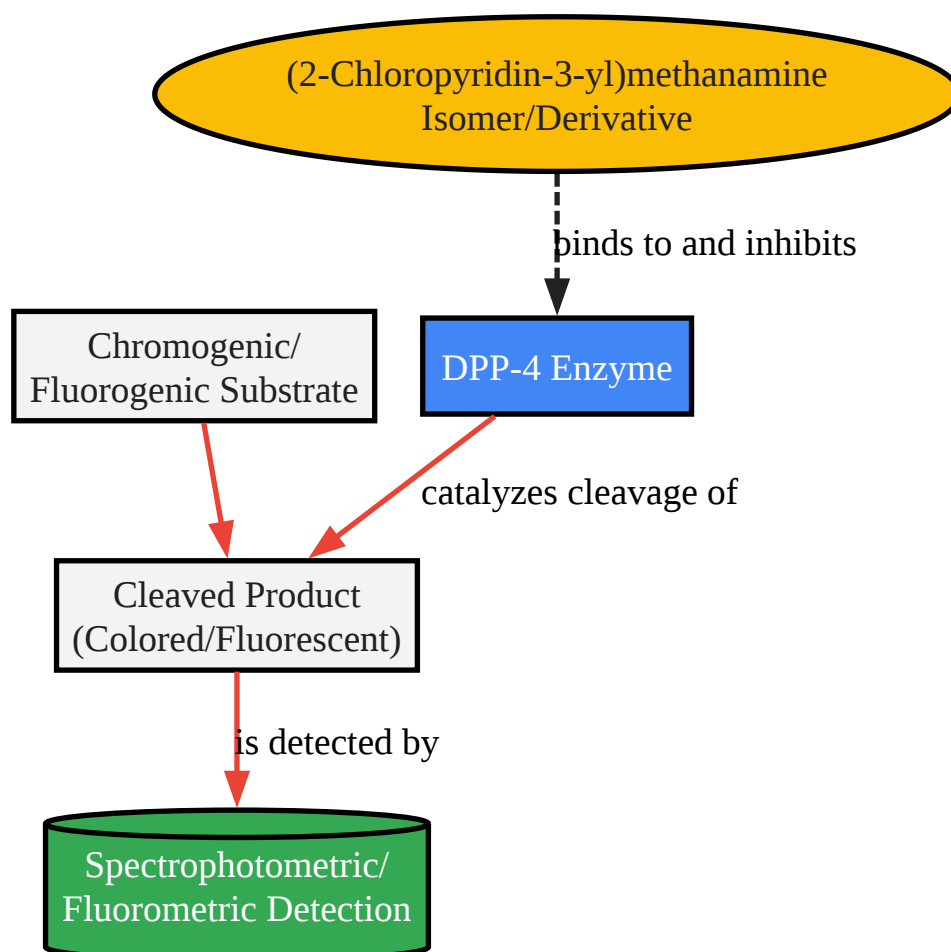 (2-Chloropyridin-3-yl)methanamine
Isomer/Derivative
binds to and inhibits
Chromogenic/
Fluorogenic Substrate
DPP-4 Enzyme
catalyzes cleavage of
Cleaved Product
(Colored/Fluorescent)
is detected by
Spectrophotometric/
Fluorometric Detection